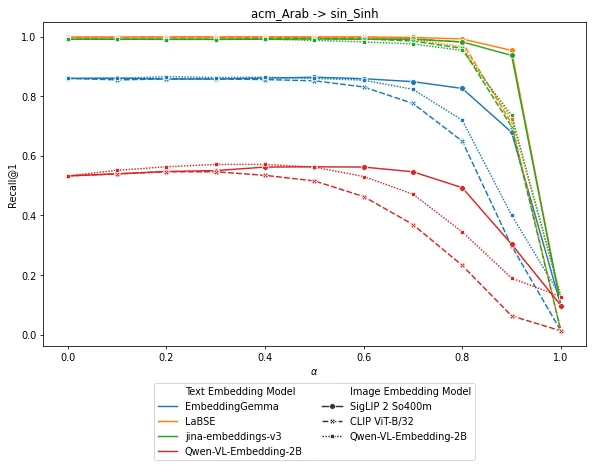 acm_Arab -> sin_Sinh
Recall@1
1.0
0.8
0.6
0.4
0.2
0.0
0.0 0.2 0.4 0.6 0.8 1.0
α
Text Embedding Model
EmbeddingGemma
LaBSE
jina-embeddings-v3
Qwen-VL-Embedding-2B
Image Embedding Model
SigLIP 2 So400m
CLIP ViT-B/32
Qwen-VL-Embedding-2B